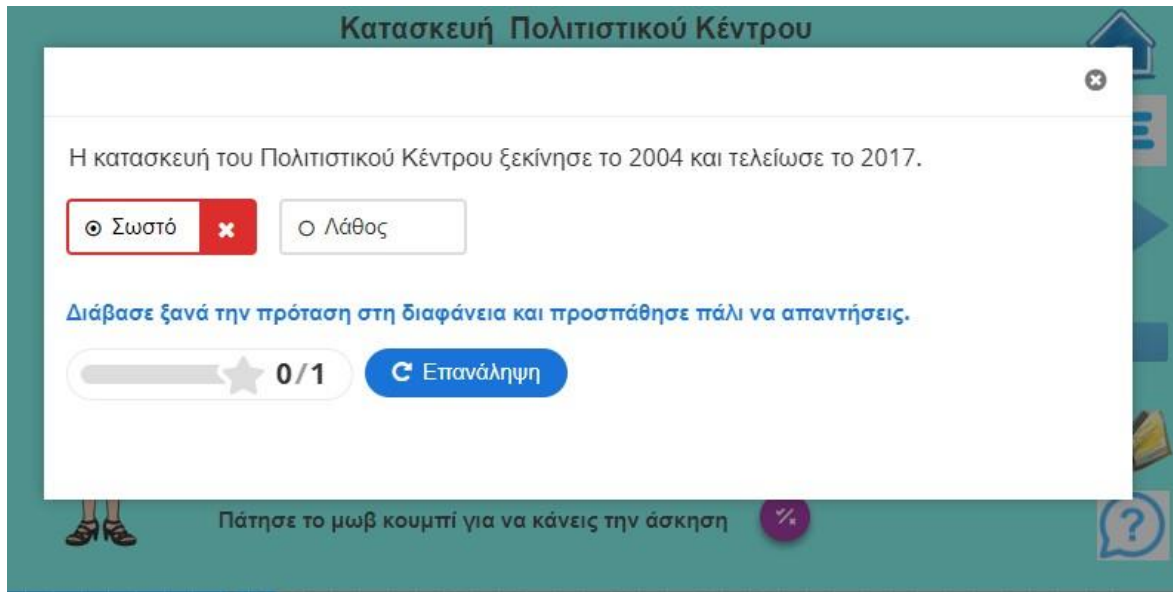 Κατασκευή Πολιτιστικού Κέντρου
Η κατασκευή του Πολιτιστικού Κέντρου ξεκίνησε το 2004 και τελείωσε το 2017.
Σωστό
Λάθος
Διάβασε ξανά την πρόταση στη διαφάνεια και προσπάθησε πάλι να απαντήσεις.
0/1
Επανάληψη
Πάτησε το μωβ κουμπί για να κάνεις την άσκηση